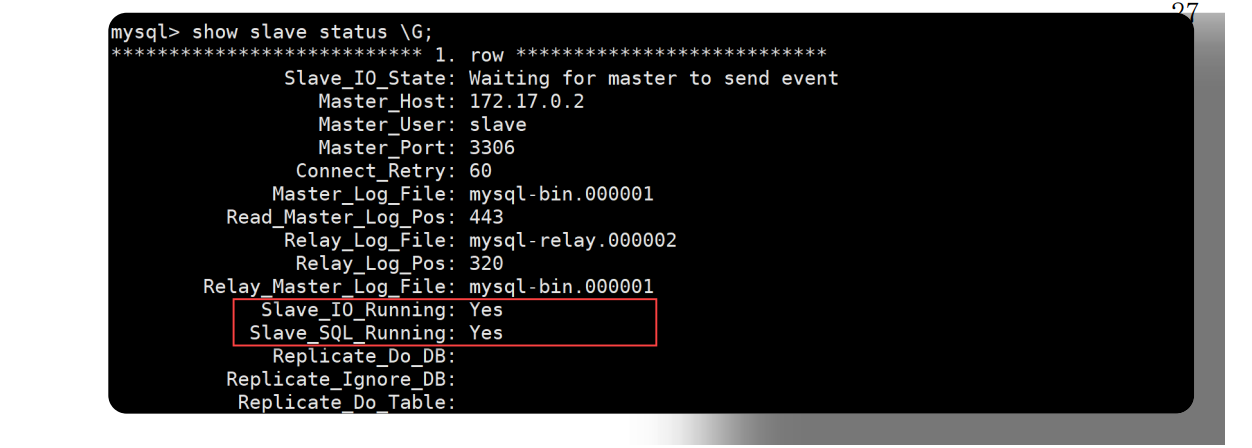 27
mysql> show slave status \G;
*************************** 1. row ***************************
Slave_IO_State: Waiting for master to send event
Master_Host: 172.17.0.2
Master_User: slave
Master_Port: 3306
Connect_Retry: 60
Master_Log_File: mysql-bin.000001
Read_Master_Log_Pos: 443
Relay_Log_File: mysql-relay.000002
Relay_Log_Pos: 320
Relay_Master_Log_File: mysql-bin.000001
Slave_IO_Running: Yes
Slave_SQL_Running: Yes
Replicate_Do_DB:
Replicate_Ignore_DB:
Replicate_Do_Table: